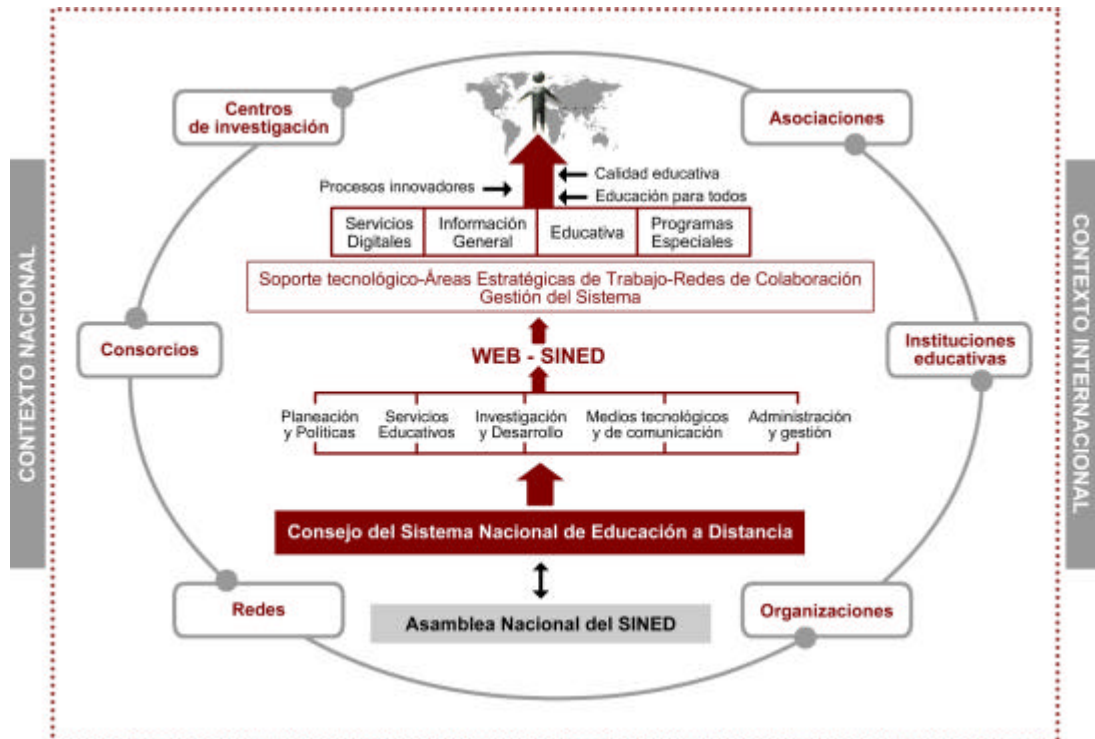 Centros
de investigación
Asociaciones
CONTEXTO NACIONAL
CONTEXTO INTERNACIONAL
Procesos innovadores
Calidad educativa
Educación para todos
Servicios
Digitales
Información
General
Educativa
Programas
Especiales
Soporte tecnológico-Áreas Estratégicas de Trabajo-Redes de Colaboración
Gestión del Sistema
Consorcios
WEB - SINED
Instituciones
educativas
Planeación
y Políticas
Servicios
Educativos
Investigación
y Desarrollo
Medios tecnológicos
y de comunicación
Administración
y gestión
Consejo del Sistema Nacional de Educación a Distancia
Redes
Asamblea Nacional del SINED
Organizaciones